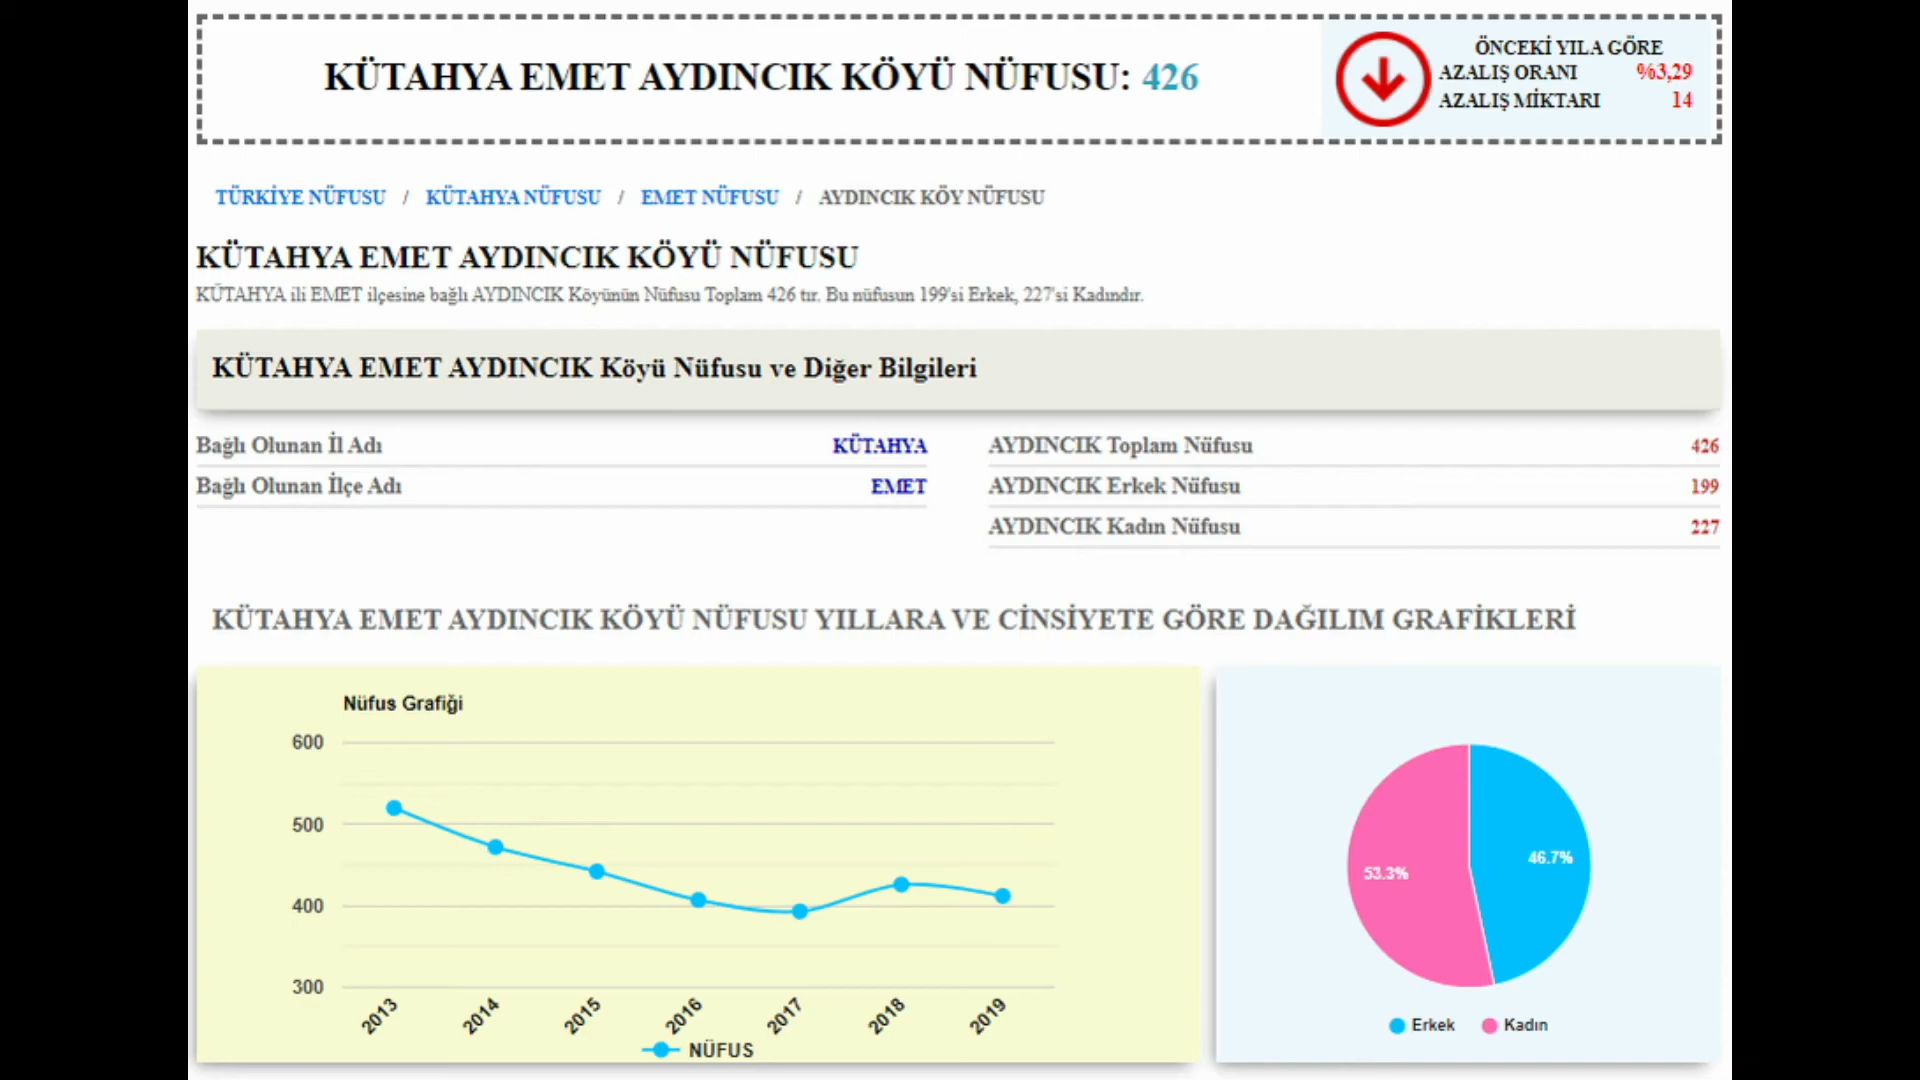 KÜTAHYA EMET AYDINCIK KÖYÜ NÜFUSU: 426
ÖNCEKİ YILA GÖRE
AZALIŞ ORANI %3,29
AZALIŞ MİKTARI 14
TÜRKİYE NÜFUSU / KÜTAHYA NÜFUSU / EMET NÜFUSU / AYDINCIK KÖY NÜFUSU
KÜTAHYA EMET AYDINCIK KÖYÜ NÜFUSU
KÜTAHYA ili EMET ilçesine bağlı AYDINCIK Köyünün Nüfusu Toplam 426 tır. Bu nüfusun 199'si Erkek, 227'si Kadındır.
KÜTAHYA EMET AYDINCIK Köyü Nüfusu ve Diğer Bilgileri
Bağlı Olunan İl Adı KÜTAHYA
Bağlı Olunan İlçe Adı EMET
AYDINCIK Toplam Nüfusu 426
AYDINCIK Erkek Nüfusu 199
AYDINCIK Kadın Nüfusu 227
KÜTAHYA EMET AYDINCIK KÖYÜ NÜFUSU YILLARA VE CİNSİYETE GÖRE DAĞILIM GRAFİKLERİ
Nüfus Grafiği
600
500
400
300
2013 2014 2015 2016 2017 2018 2019
NÜFUS
53.3%
46.7%
Erkek Kadın